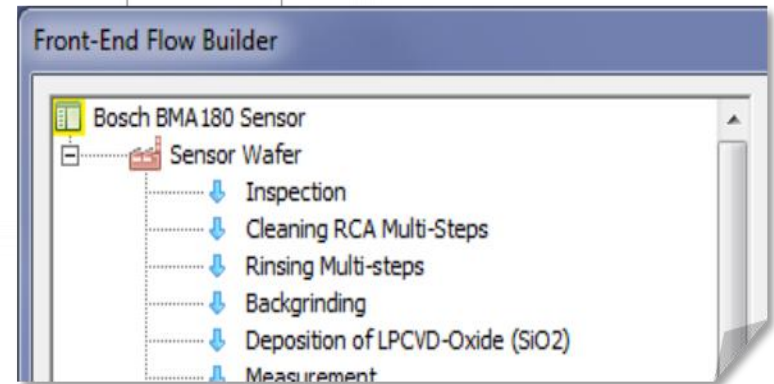 Front-End Flow Builder
Bosch BMA180 Sensor
Sensor Wafer
Inspection
Cleaning RCA Multi-Steps
Rinsing Multi-steps
Backgrinding
Deposition of LPCVD-Oxide (SiO2)
Measurement